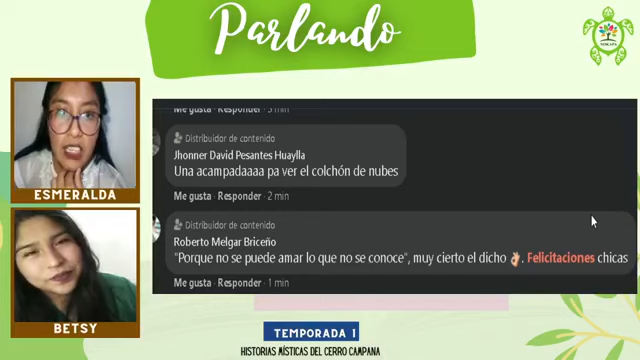 Parlando
ESMERALDA
BETSY
Me gusta · Responder · 3 min
Distribuidor de contenido
Jhonner David Pesantes Huaylla
Una acampadaaaa pa ver el colchón de nubes
Me gusta · Responder · 2 min
Distribuidor de contenido
Roberto Melgar Briceño
"Porque no se puede amar lo que no se conoce", muy cierto el dicho 👌🏻. Felicitaciones chicas
Me gusta · Responder · 1 min
TEMPORADA 1
HISTORIAS MÍSTICAS DEL CERRO CAMPANA